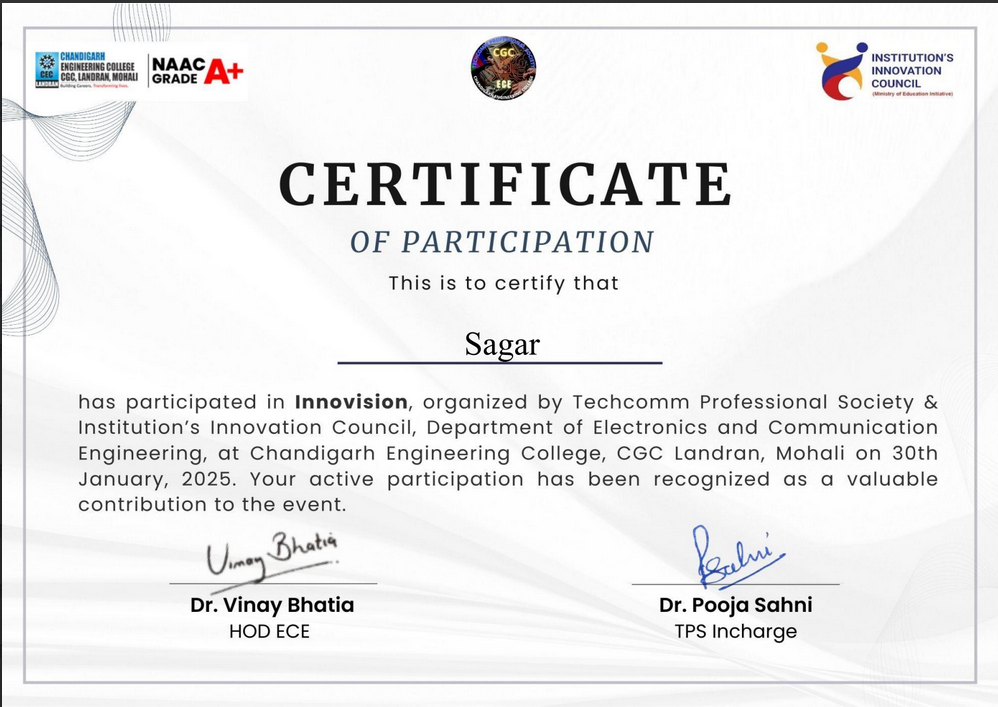 CHANDIGARH
ENGINEERING COLLEGE
CGC, LANDRAN, MOHALI
Building Careers. Transforming lives.
CEC
LANDRAN
NAAC
GRADE A+
CGC
ECE
INSTITUTION'S
INNOVATION
COUNCIL
(Ministry of Education Initiative)
CERTIFICATE
OF PARTICIPATION
This is to certify that
Sagar
has participated in Innovision, organized by Techcomm Professional Society &
Institution’s Innovation Council, Department of Electronics and Communication
Engineering, at Chandigarh Engineering College, CGC Landran, Mohali on 30th
January, 2025. Your active participation has been recognized as a valuable
contribution to the event.
Vinay Bhatia
PSahni
Dr. Vinay Bhatia
HOD ECE
Dr. Pooja Sahni
TPS Incharge